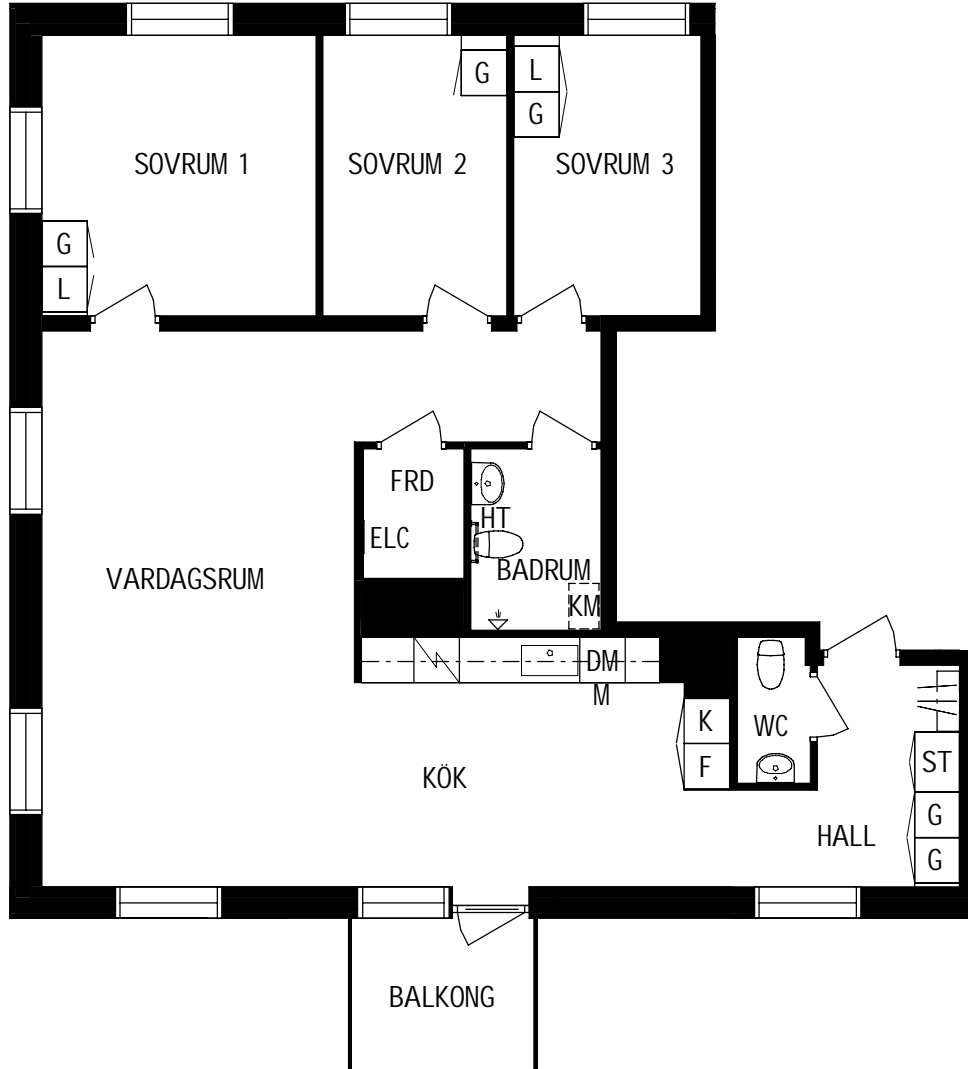 G
L
G
SOVRUM 1
SOVRUM 2
SOVRUM 3
G
L
FRD
HT
ELC
BADRUM
VARDAGSRUM
KM
DM
M
K
WC
F
ST
KÖK
G
HALL
G
BALKONG